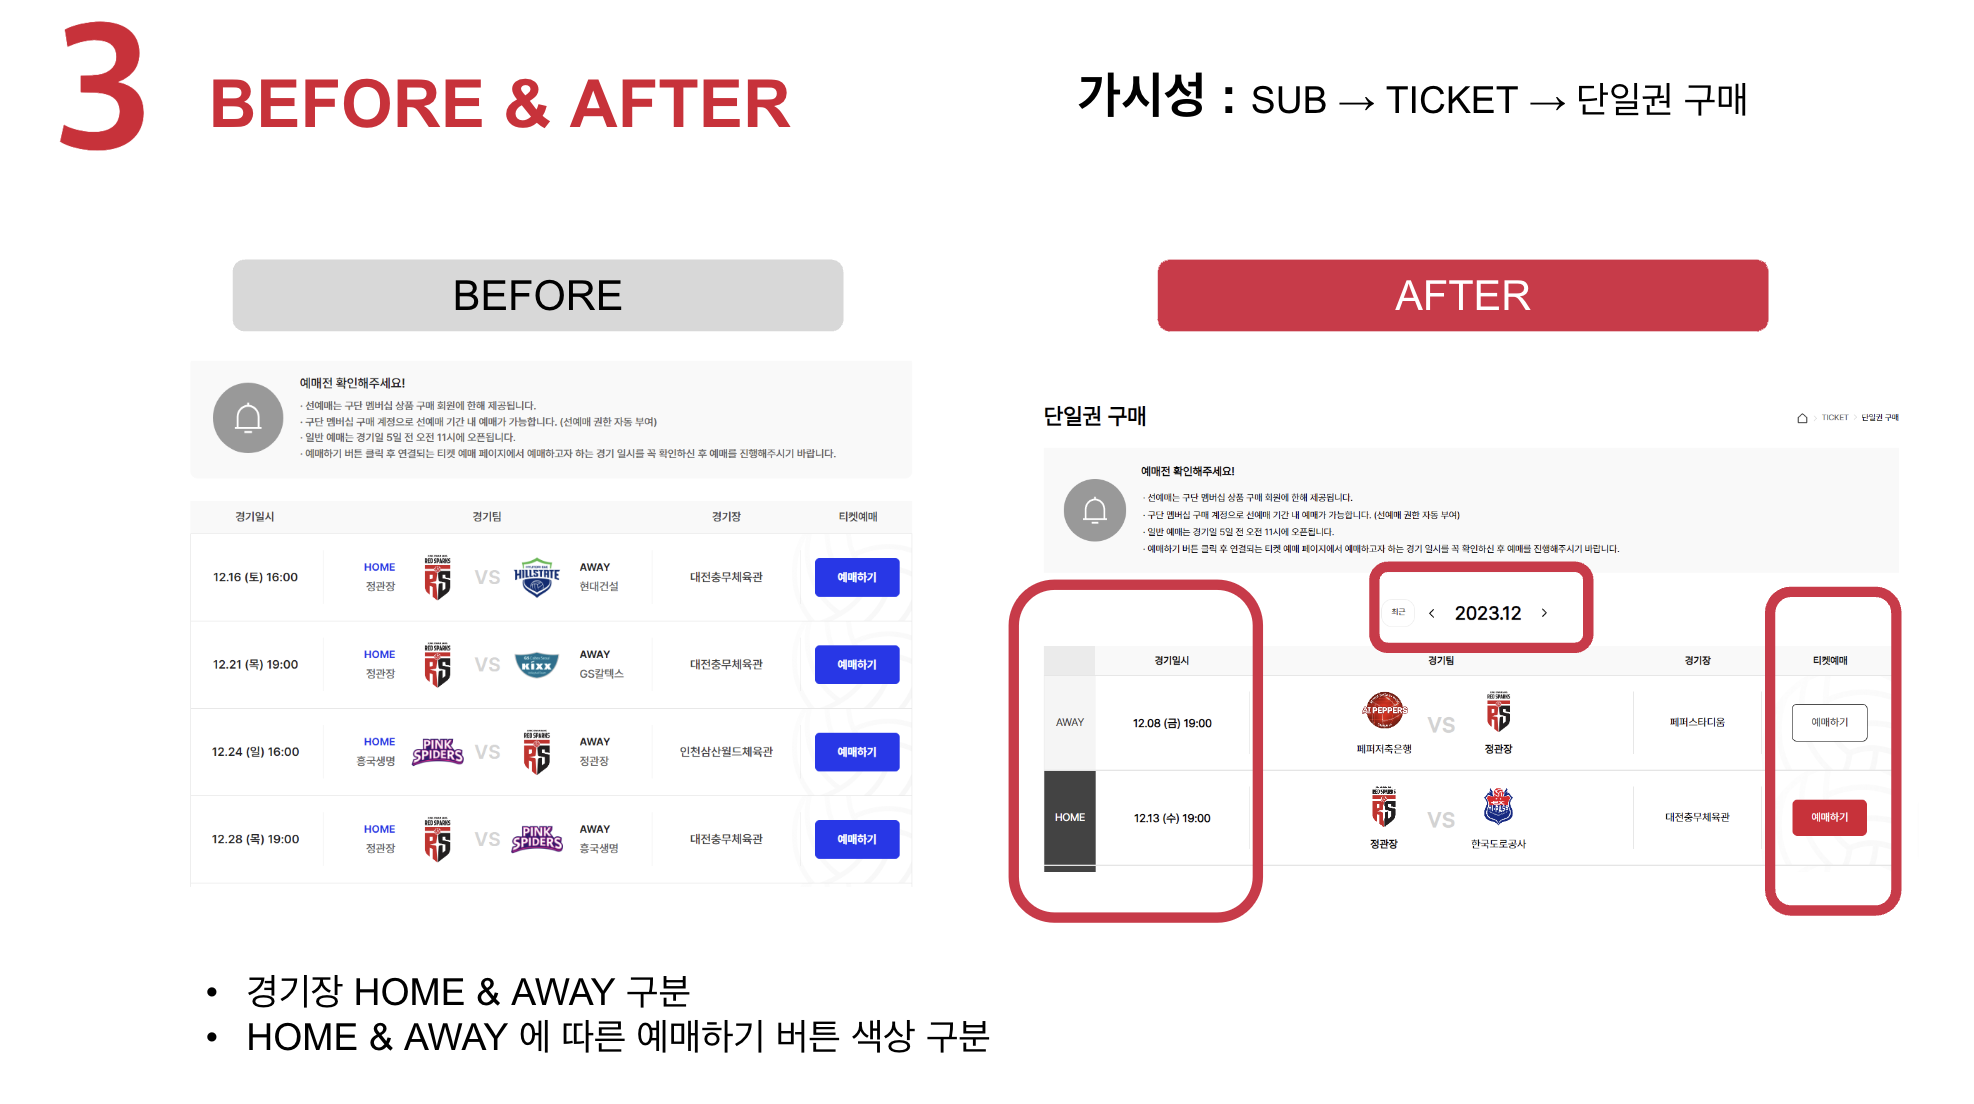 3
BEFORE & AFTER
가시성 : SUB → TICKET → 단일권 구매
BEFORE
예매전 확인해주세요!
· 선예매는 구단 멤버십 상품 구매 회원에 한해 제공됩니다.
· 구단 멤버십 구매 계정으로 선예매 기간 내 예매가 가능합니다. (선예매 권한 자동 부여)
· 일반 예매는 경기일 5일 전 오전 11시에 오픈됩니다.
· 예매하기 버튼 클릭 후 연결되는 티켓 예매 페이지에서 예매하고자 하는 경기 일시를 꼭 확인하신 후 예매를 진행해주시기 바랍니다.
경기일시 경기팀 경기장 티켓예매
12.16 (토) 16:00 HOME 정관장 RED SPARKS RS VS HILLSTATE AWAY 현대건설 대전충무체육관 예매하기
12.21 (목) 19:00 HOME 정관장 RED SPARKS RS VS KIXX AWAY GS칼텍스 대전충무체육관 예매하기
12.24 (일) 16:00 HOME 흥국생명 PINK SPIDERS VS RED SPARKS RS AWAY 정관장 인천삼산월드체육관 예매하기
12.28 (목) 19:00 HOME 정관장 RED SPARKS RS VS PINK SPIDERS AWAY 흥국생명 대전충무체육관 예매하기
AFTER
단일권 구매
TICKET 단일권 구매
예매전 확인해주세요!
· 선예매는 구단 멤버십 상품 구매 회원에 한해 제공됩니다.
· 구단 멤버십 구매 계정으로 선예매 기간 내 예매가 가능합니다. (선예매 권한 자동 부여)
· 일반 예매는 경기일 5일 전 오전 11시에 오픈됩니다.
· 예매하기 버튼 클릭 후 연결되는 티켓 예매 페이지에서 예매하고자 하는 경기 일시를 꼭 확인하신 후 예매를 진행해주시기 바랍니다.
최근 < 2023.12 >
경기일시 경기팀 경기장 티켓예매
AWAY 12.08 (금) 19:00 AI PEPPERS 페퍼저축은행 VS RED SPARKS RS 정관장 페퍼스타디움 예매하기
HOME 12.13 (수) 19:00 RED SPARKS RS 정관장 VS 한국도로공사 대전충무체육관 예매하기
• 경기장 HOME & AWAY 구분
• HOME & AWAY 에 따른 예매하기 버튼 색상 구분